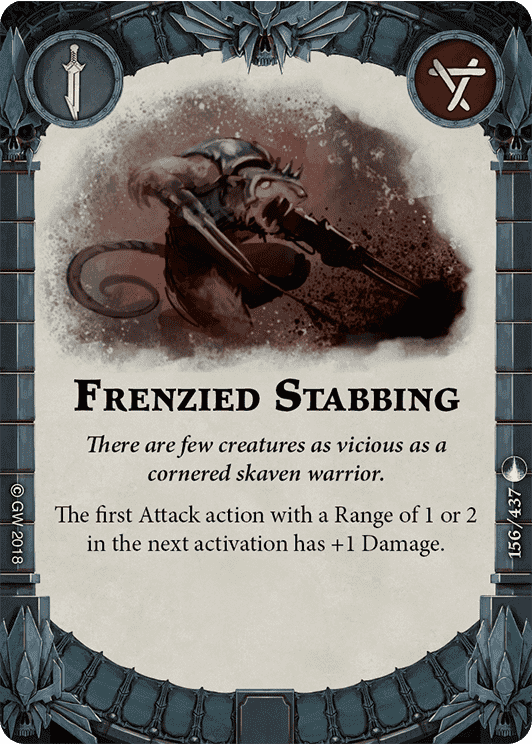 FRENZIED STABBING
There are few creatures as vicious as a
cornered skaven warrior.
The first Attack action with a Range of 1 or 2
in the next activation has +1 Damage.
© GW 2018
156/437